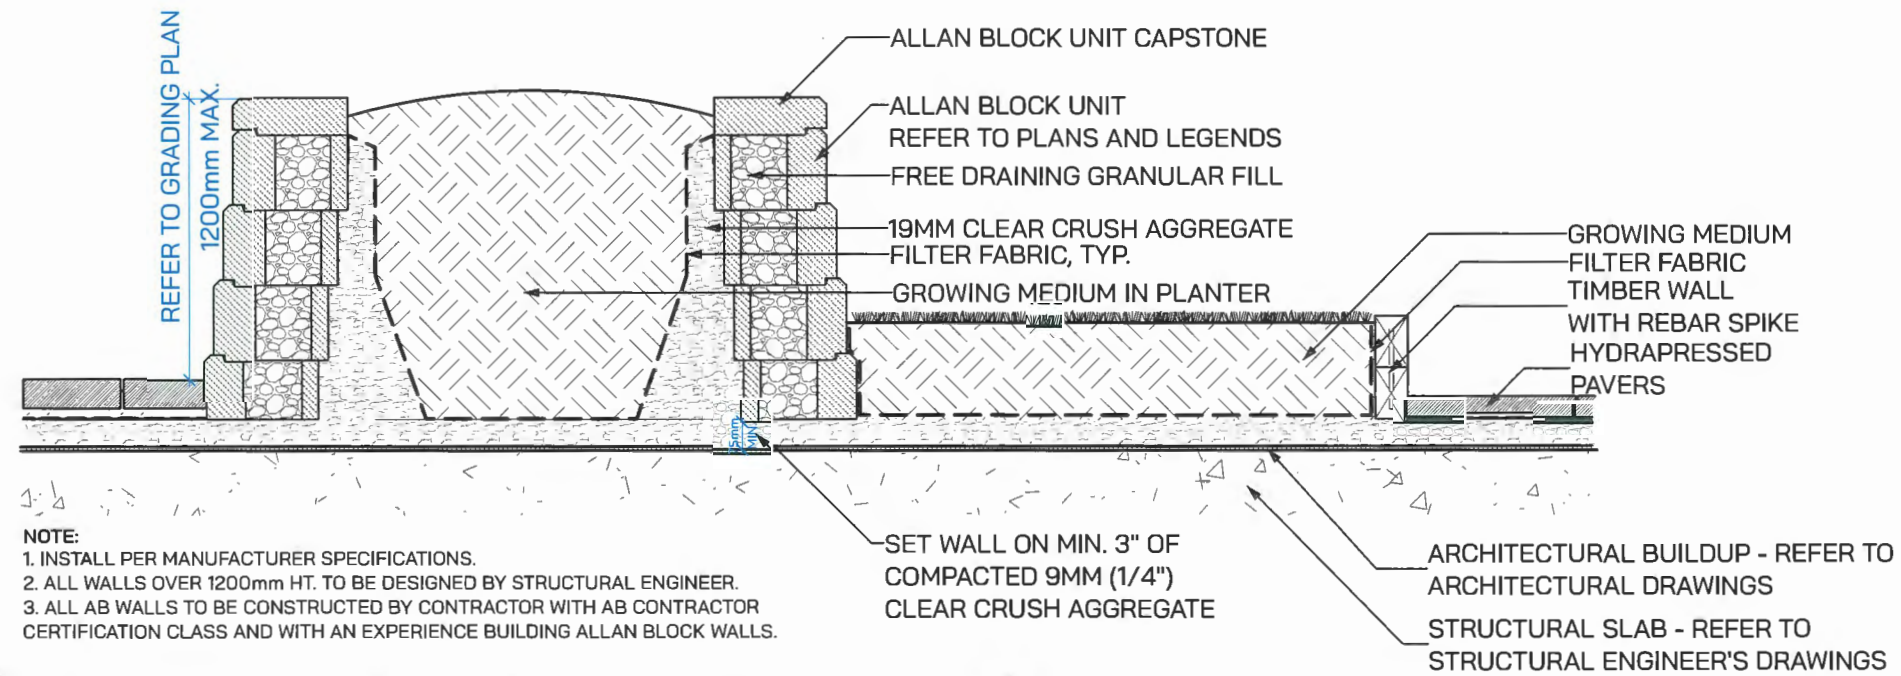 REFER TO GRADING PLAN
1200mm MAX.
ALLAN BLOCK UNIT CAPSTONE
ALLAN BLOCK UNIT
REFER TO PLANS AND LEGENDS
FREE DRAINING GRANULAR FILL
19MM CLEAR CRUSH AGGREGATE
FILTER FABRIC, TYP.
GROWING MEDIUM IN PLANTER
GROWING MEDIUM
FILTER FABRIC
TIMBER WALL
WITH REBAR SPIKE
HYDRAPRESSED
PAVERS
75mm
MIN.
SET WALL ON MIN. 3" OF
COMPACTED 9MM (1/4")
CLEAR CRUSH AGGREGATE
ARCHITECTURAL BUILDUP - REFER TO
ARCHITECTURAL DRAWINGS
STRUCTURAL SLAB - REFER TO
STRUCTURAL ENGINEER'S DRAWINGS
NOTE:
1. INSTALL PER MANUFACTURER SPECIFICATIONS.
2. ALL WALLS OVER 1200mm HT. TO BE DESIGNED BY STRUCTURAL ENGINEER.
3. ALL AB WALLS TO BE CONSTRUCTED BY CONTRACTOR WITH AB CONTRACTOR
CERTIFICATION CLASS AND WITH AN EXPERIENCE BUILDING ALLAN BLOCK WALLS.